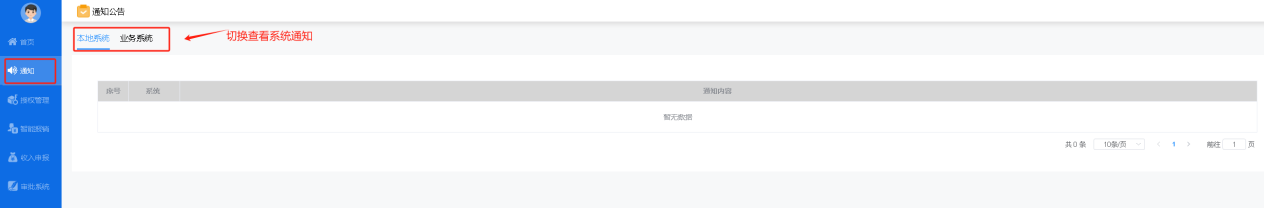 通知公告
本地系统 业务系统
切换查看系统通知
首页
通知
授权管理
智能报销
收入申报
审批系统
序号 系统 通知内容
暂无数据
共 0 条 10条/页 1 前往 1 页